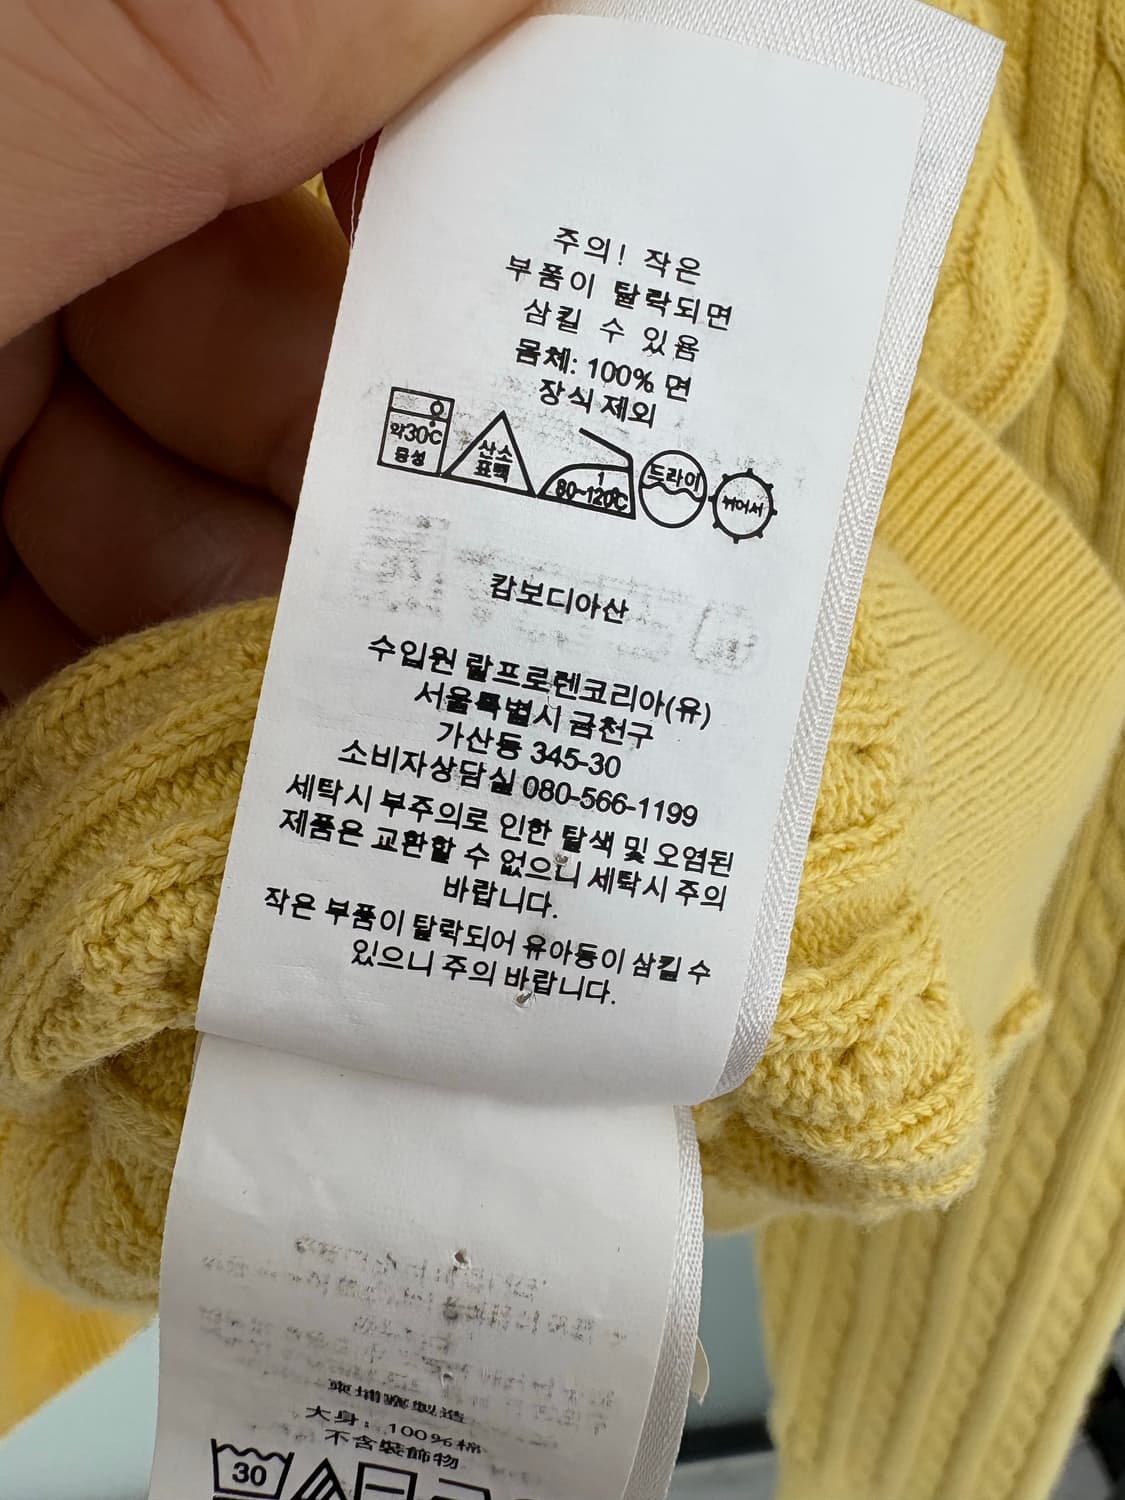 주의! 작은
부품이 탈락되면
삼킬 수 있음
몸체: 100% 면
장식 제외
약30℃
중성
산소
표백
1
80~120℃
드라이
뉘어서
캄보디아산
수입원 랄프로렌코리아(유)
서울특별시 금천구
가산동 345-30
소비자상담실 080-566-1199
세탁시 부주의로 인한 탈색 및 오염된
제품은 교환할 수 없으니 세탁시 주의
바랍니다.
작은 부품이 탈락되어 유아등이 삼킬 수
있으니 주의 바랍니다.
柬埔寨製造
大身: 100%棉
不含裝飾物
30